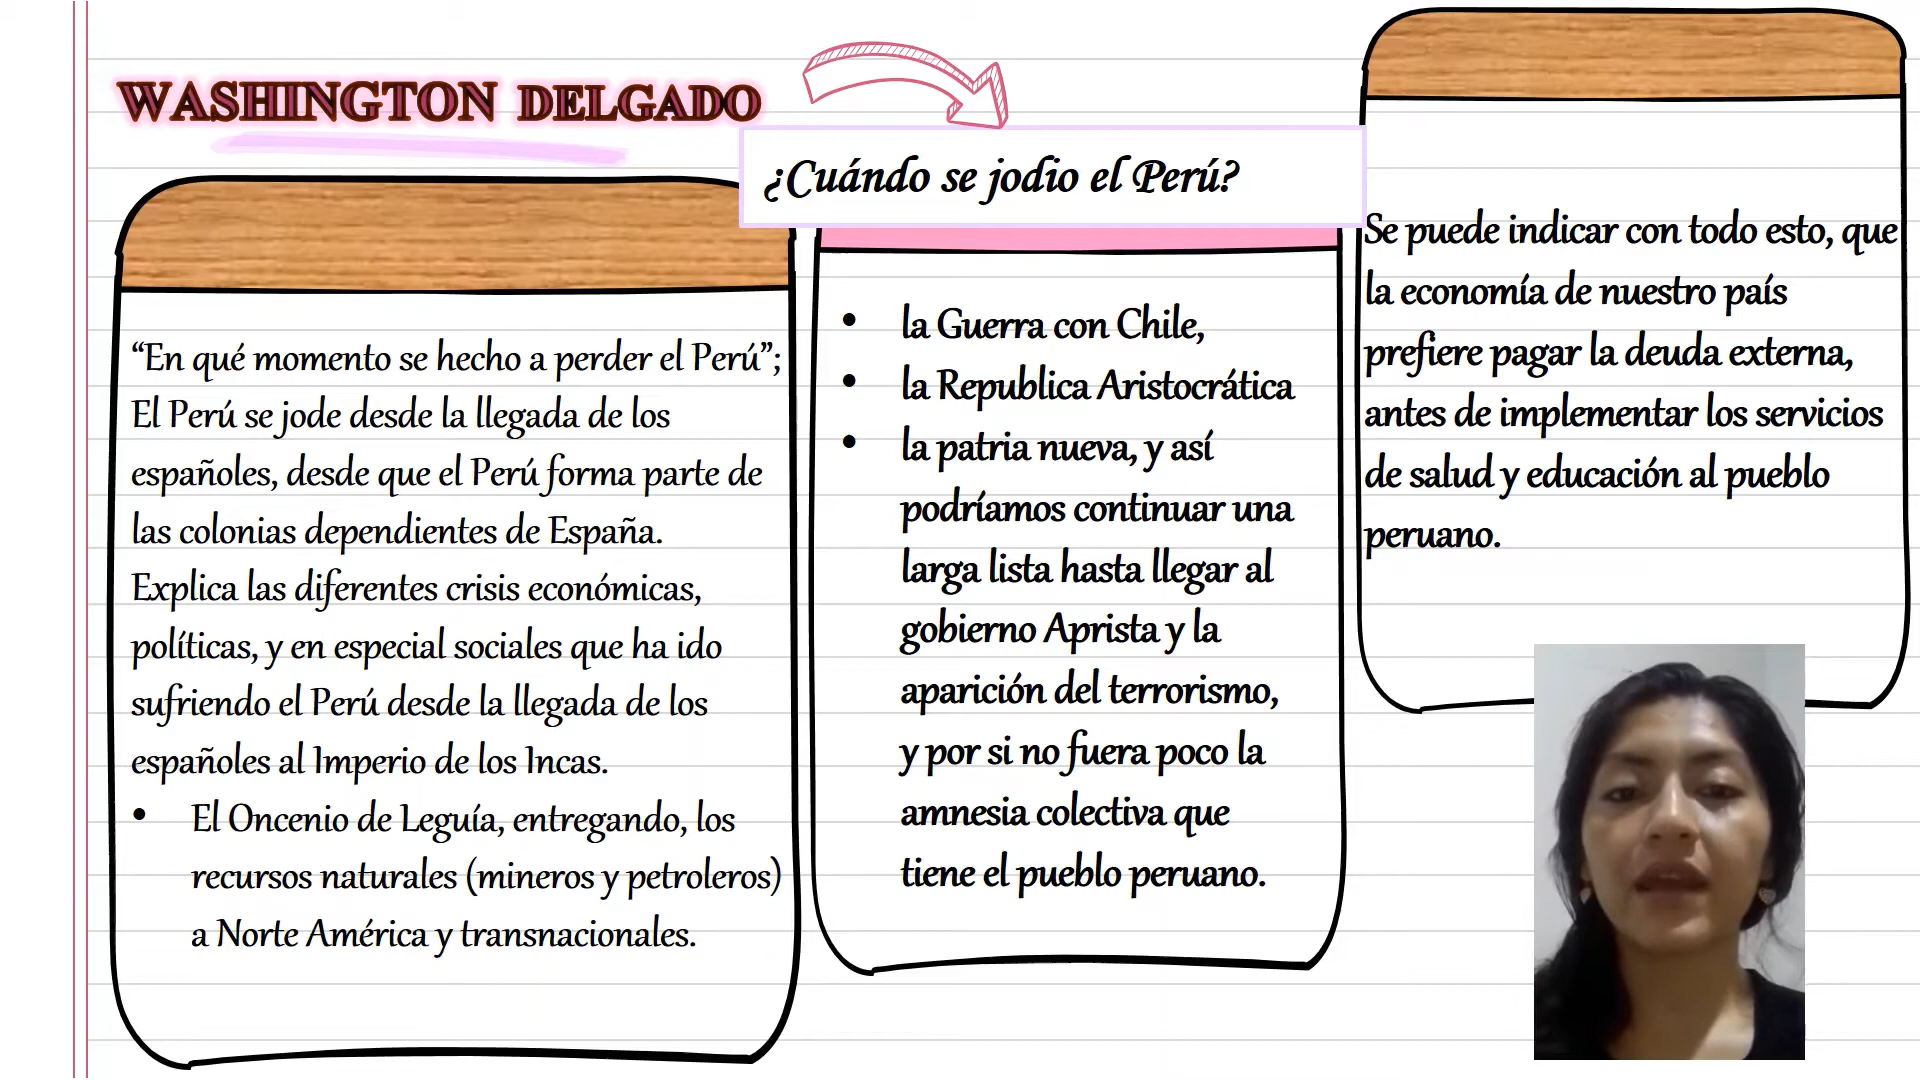 WASHINGTON DELGADO
¿Cuándo se jodio el Perú?
“En qué momento se hecho a perder el Perú”;
El Perú se jode desde la llegada de los
españoles, desde que el Perú forma parte de
las colonias dependientes de España.
Explica las diferentes crisis económicas,
políticas, y en especial sociales que ha ido
sufriendo el Perú desde la llegada de los
españoles al Imperio de los Incas.
• El Oncenio de Leguía, entregando, los
recursos naturales (mineros y petroleros)
a Norte América y transnacionales.
• la Guerra con Chile,
• la Republica Aristocrática
• la patria nueva, y así
podríamos continuar una
larga lista hasta llegar al
gobierno Aprista y la
aparición del terrorismo,
y por si no fuera poco la
amnesia colectiva que
tiene el pueblo peruano.
Se puede indicar con todo esto, que
la economía de nuestro país
prefiere pagar la deuda externa,
antes de implementar los servicios
de salud y educación al pueblo
peruano.